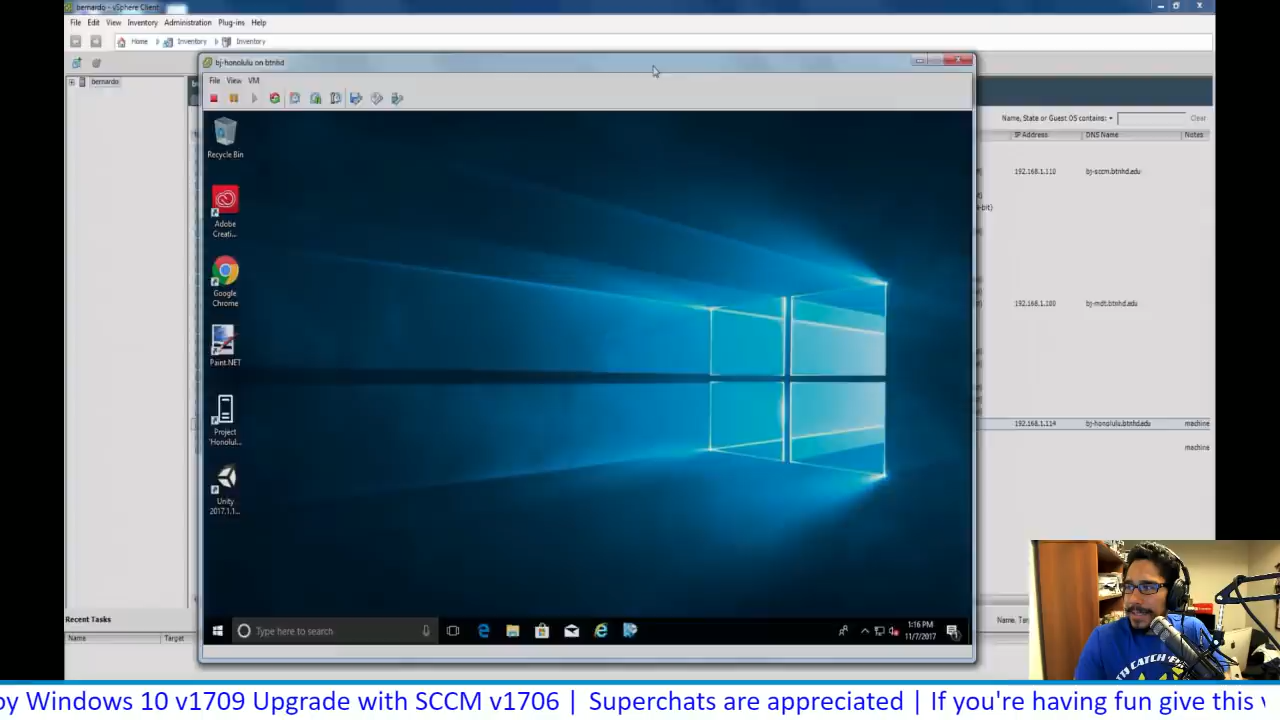 bernardo - vSphere Client
File Edit View Inventory Administration Plug-ins Help
Home Inventory Inventory
bj-honolulu on btnhd
bernardo
File View VM
Name, State or Guest OS contains: Clear
IP Address DNS Name Notes
Recycle Bin
192.168.1.110 bj-sccm.btnhd.edu
Adobe
Creati...
Google
Chrome
192.168.1.100 bj-mdt.btnhd.edu
Paint.NET
Project
'Honolul...
192.168.1.114 bj-honolulu.btnhd.edu machine
machine
Unity
2017.1.1...
Recent Tasks
Name Target
Type here to search
1:16 PM
11/7/2017
by Windows 10 v1709 Upgrade with SCCM v1706 | Superchats are appreciated | If you're having fun give this